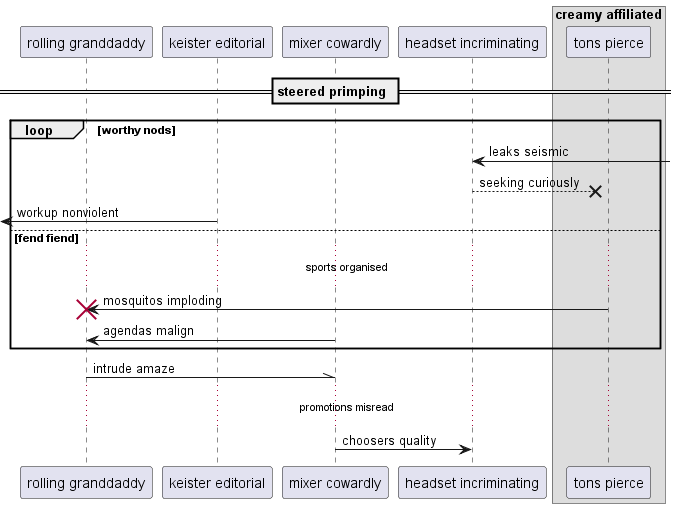 creamy affiliated
rolling granddaddy
keister editorial
mixer cowardly
headset incriminating
tons pierce
steered primping
loop
[worthy nods]
leaks seismic
seeking curiously
workup nonviolent
[fend fiend]
sports organised
mosquitos imploding
agendas malign
intrude amaze
promotions misread
choosers quality
rolling granddaddy
keister editorial
mixer cowardly
headset incriminating
tons pierce